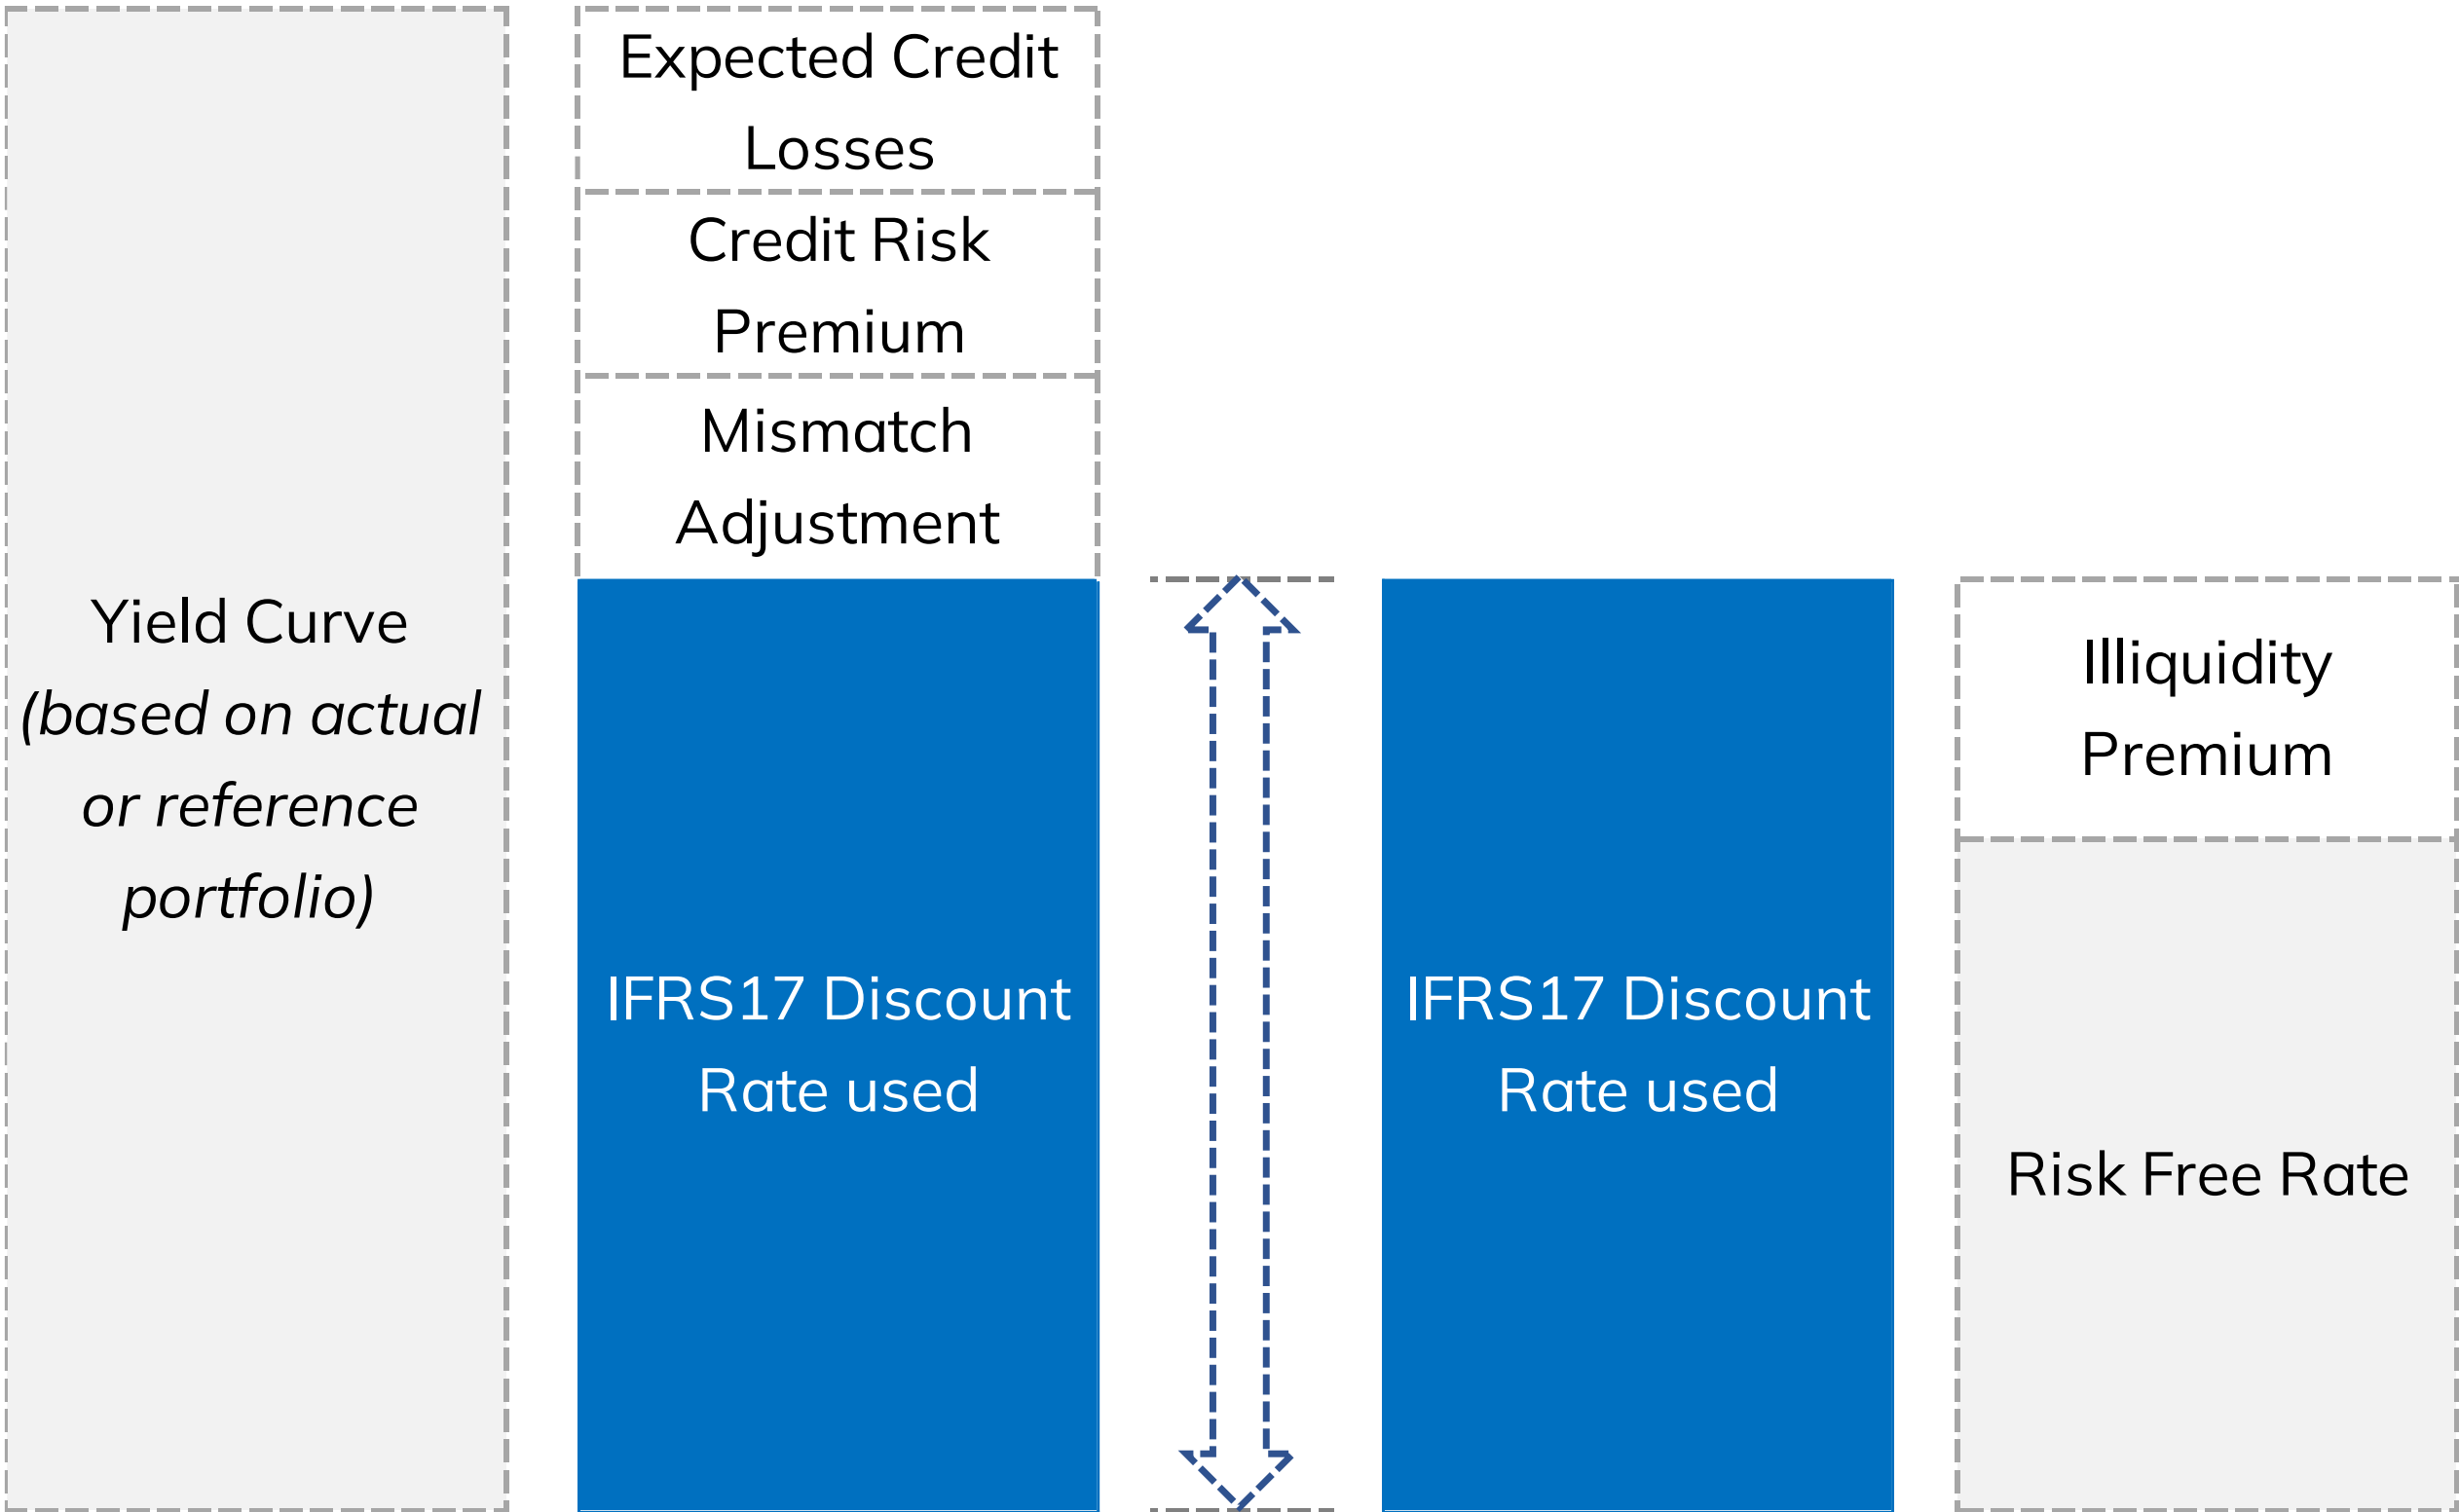 Yield Curve
(based on actual
or reference
portfolio)
Expected Credit
Losses
Credit Risk
Premium
Mismatch
Adjustment
IFRS17 Discount
Rate used
IFRS17 Discount
Rate used
Illiquidity
Premium
Risk Free Rate